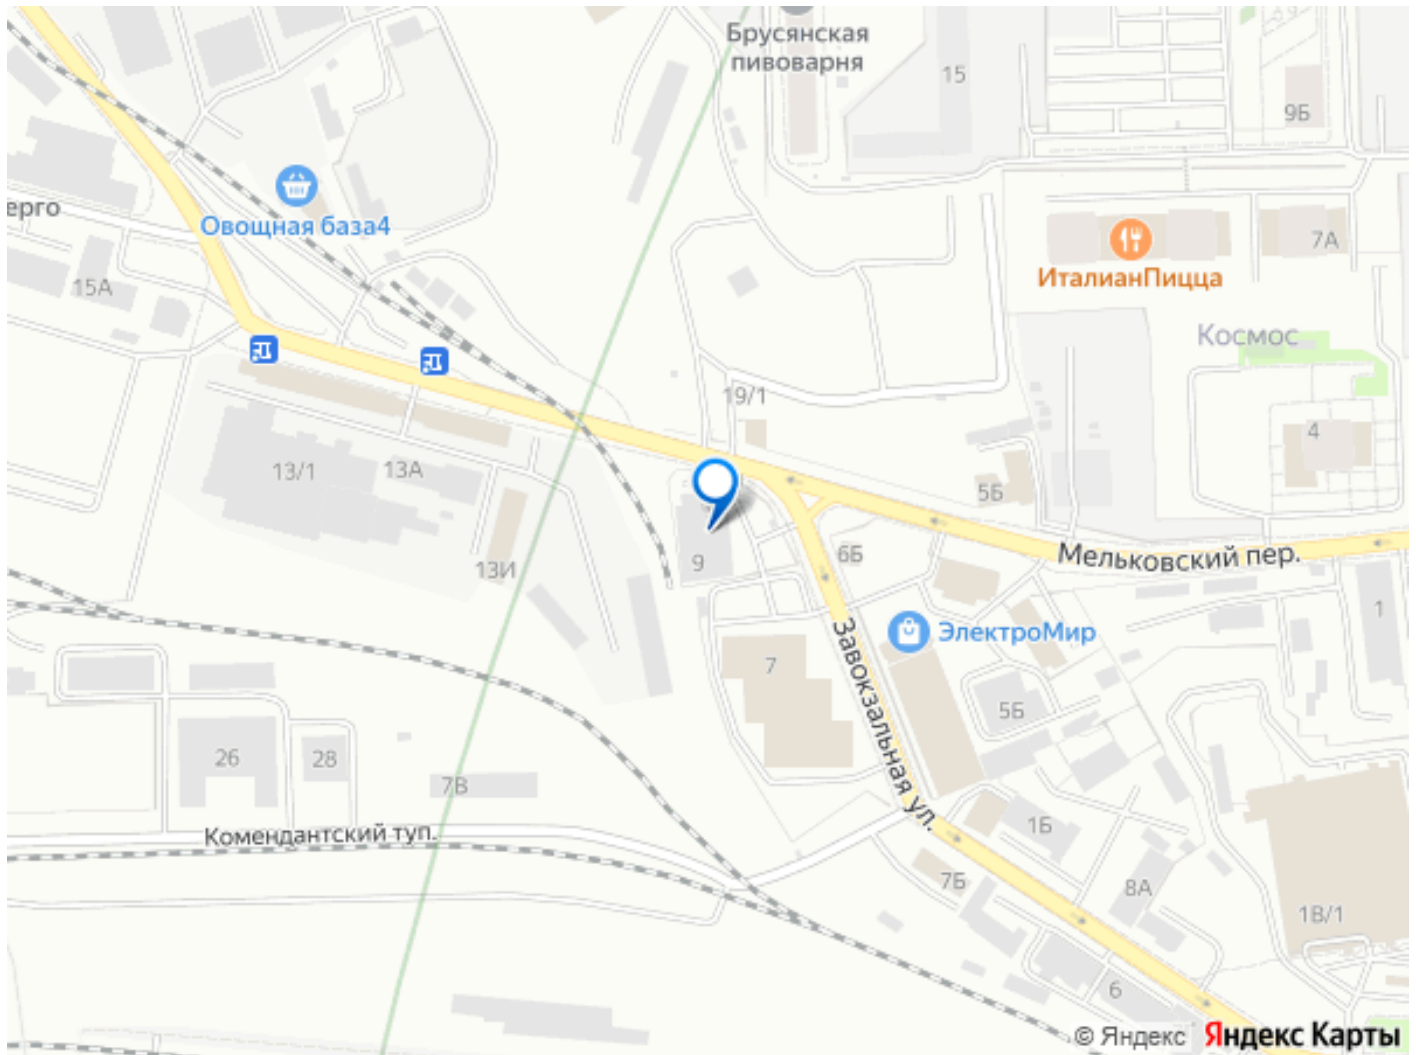 Брусянская
пивоварня
15
9Б
ерго
Овощная база4
15А
ИталианПицца
7А
Космос
19/1
4
13/1
13А
5Б
13И
9
6Б
Мельковский пер.
1
ЭлектроМир
7
Завокзальная ул.
5Б
26
28
7В
Комендантский туп.
1Б
7Б
8А
1В/1
6
© Яндекс Яндекс Карты